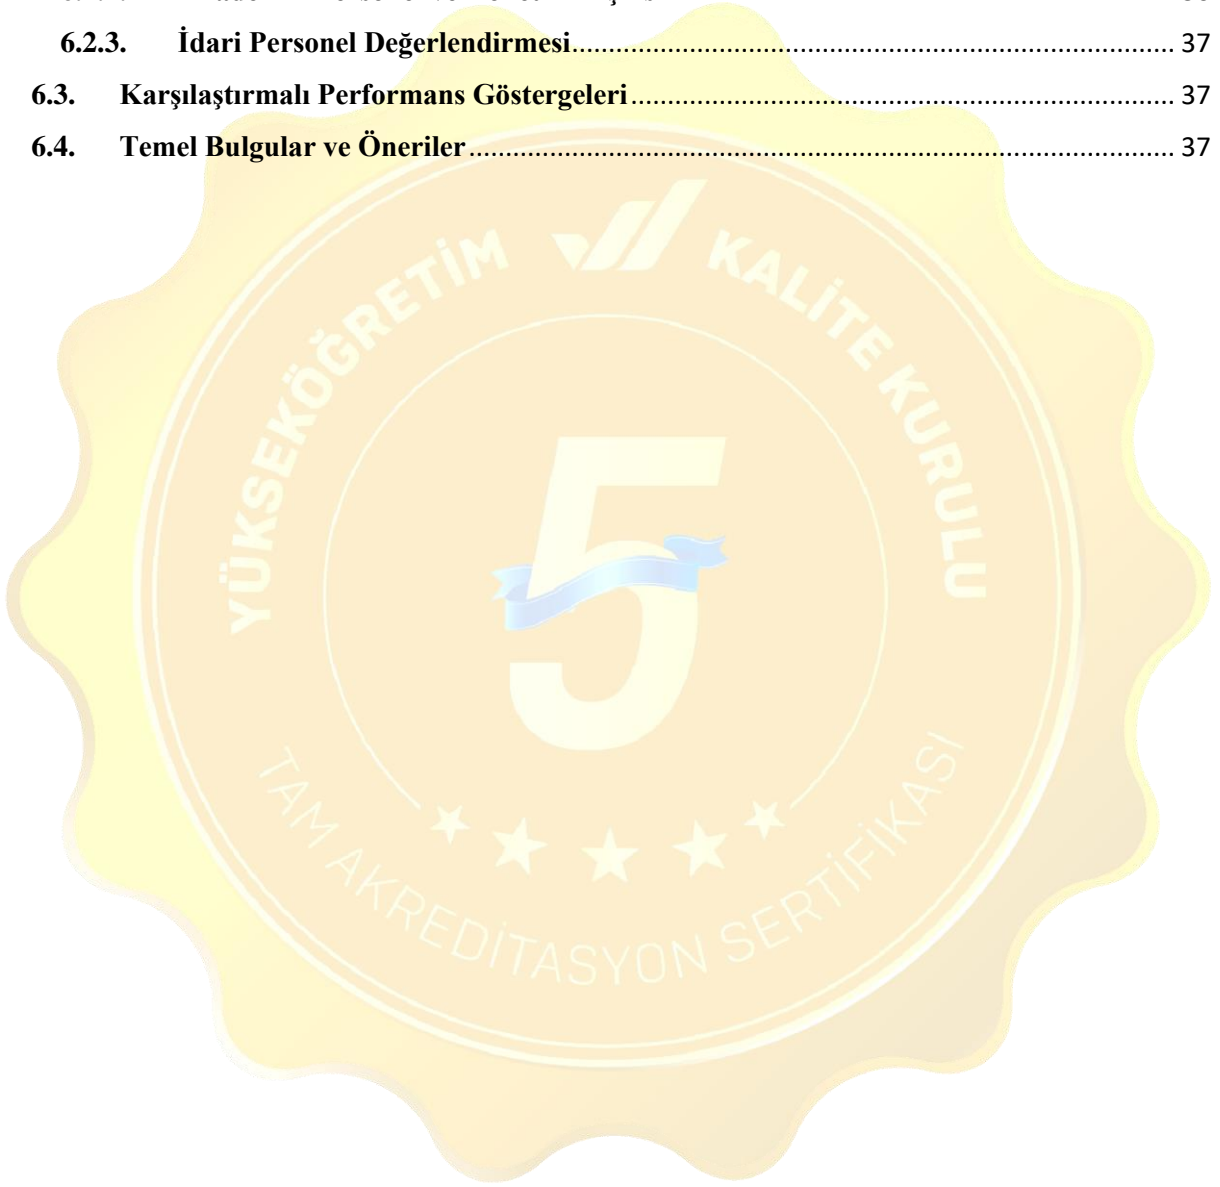 6.2.3. İdari Personel Değerlendirmesi........................................ 37
6.3. Karşılaştırmalı Performans Göstergeleri........................................ 37
6.4. Temel Bulgular ve Öneriler........................................ 37
YÜKSEKÖĞRETİM KALİTE KURULU
5
TAM AKREDİTASYON SERTİFİKASI